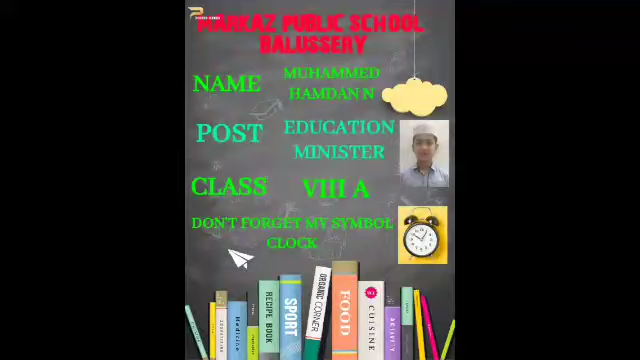 MARKAZ PUBLIC SCHOOL
BALUSSERY
NAME
MUHAMMED
HAMDAN N
POST
EDUCATION
MINISTER
CLASS
VIII A
DON'T FORGET MY SYMBOL
CLOCK
Medicine
RECIPE BOOK
SPORT
ORGANIC CORNER
FOOD
CUISINE